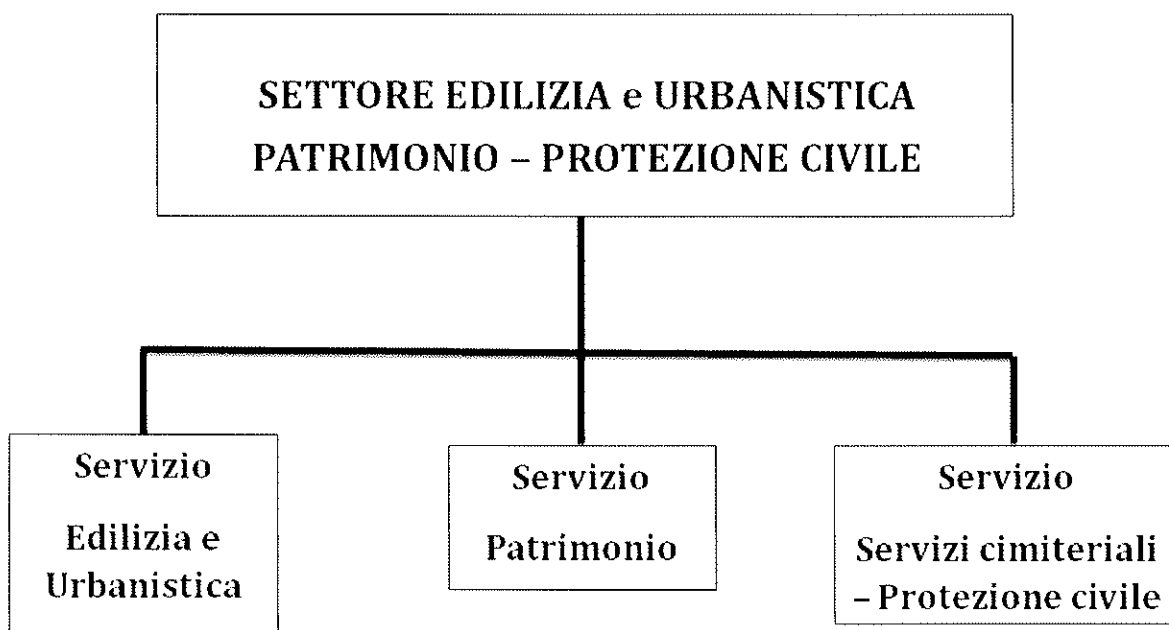 SETTORE EDILIZIA e URBANISTICA
PATRIMONIO – PROTEZIONE CIVILE
Servizio
Edilizia e
Urbanistica
Servizio
Patrimonio
Servizio
Servizi cimiteriali
– Protezione civile